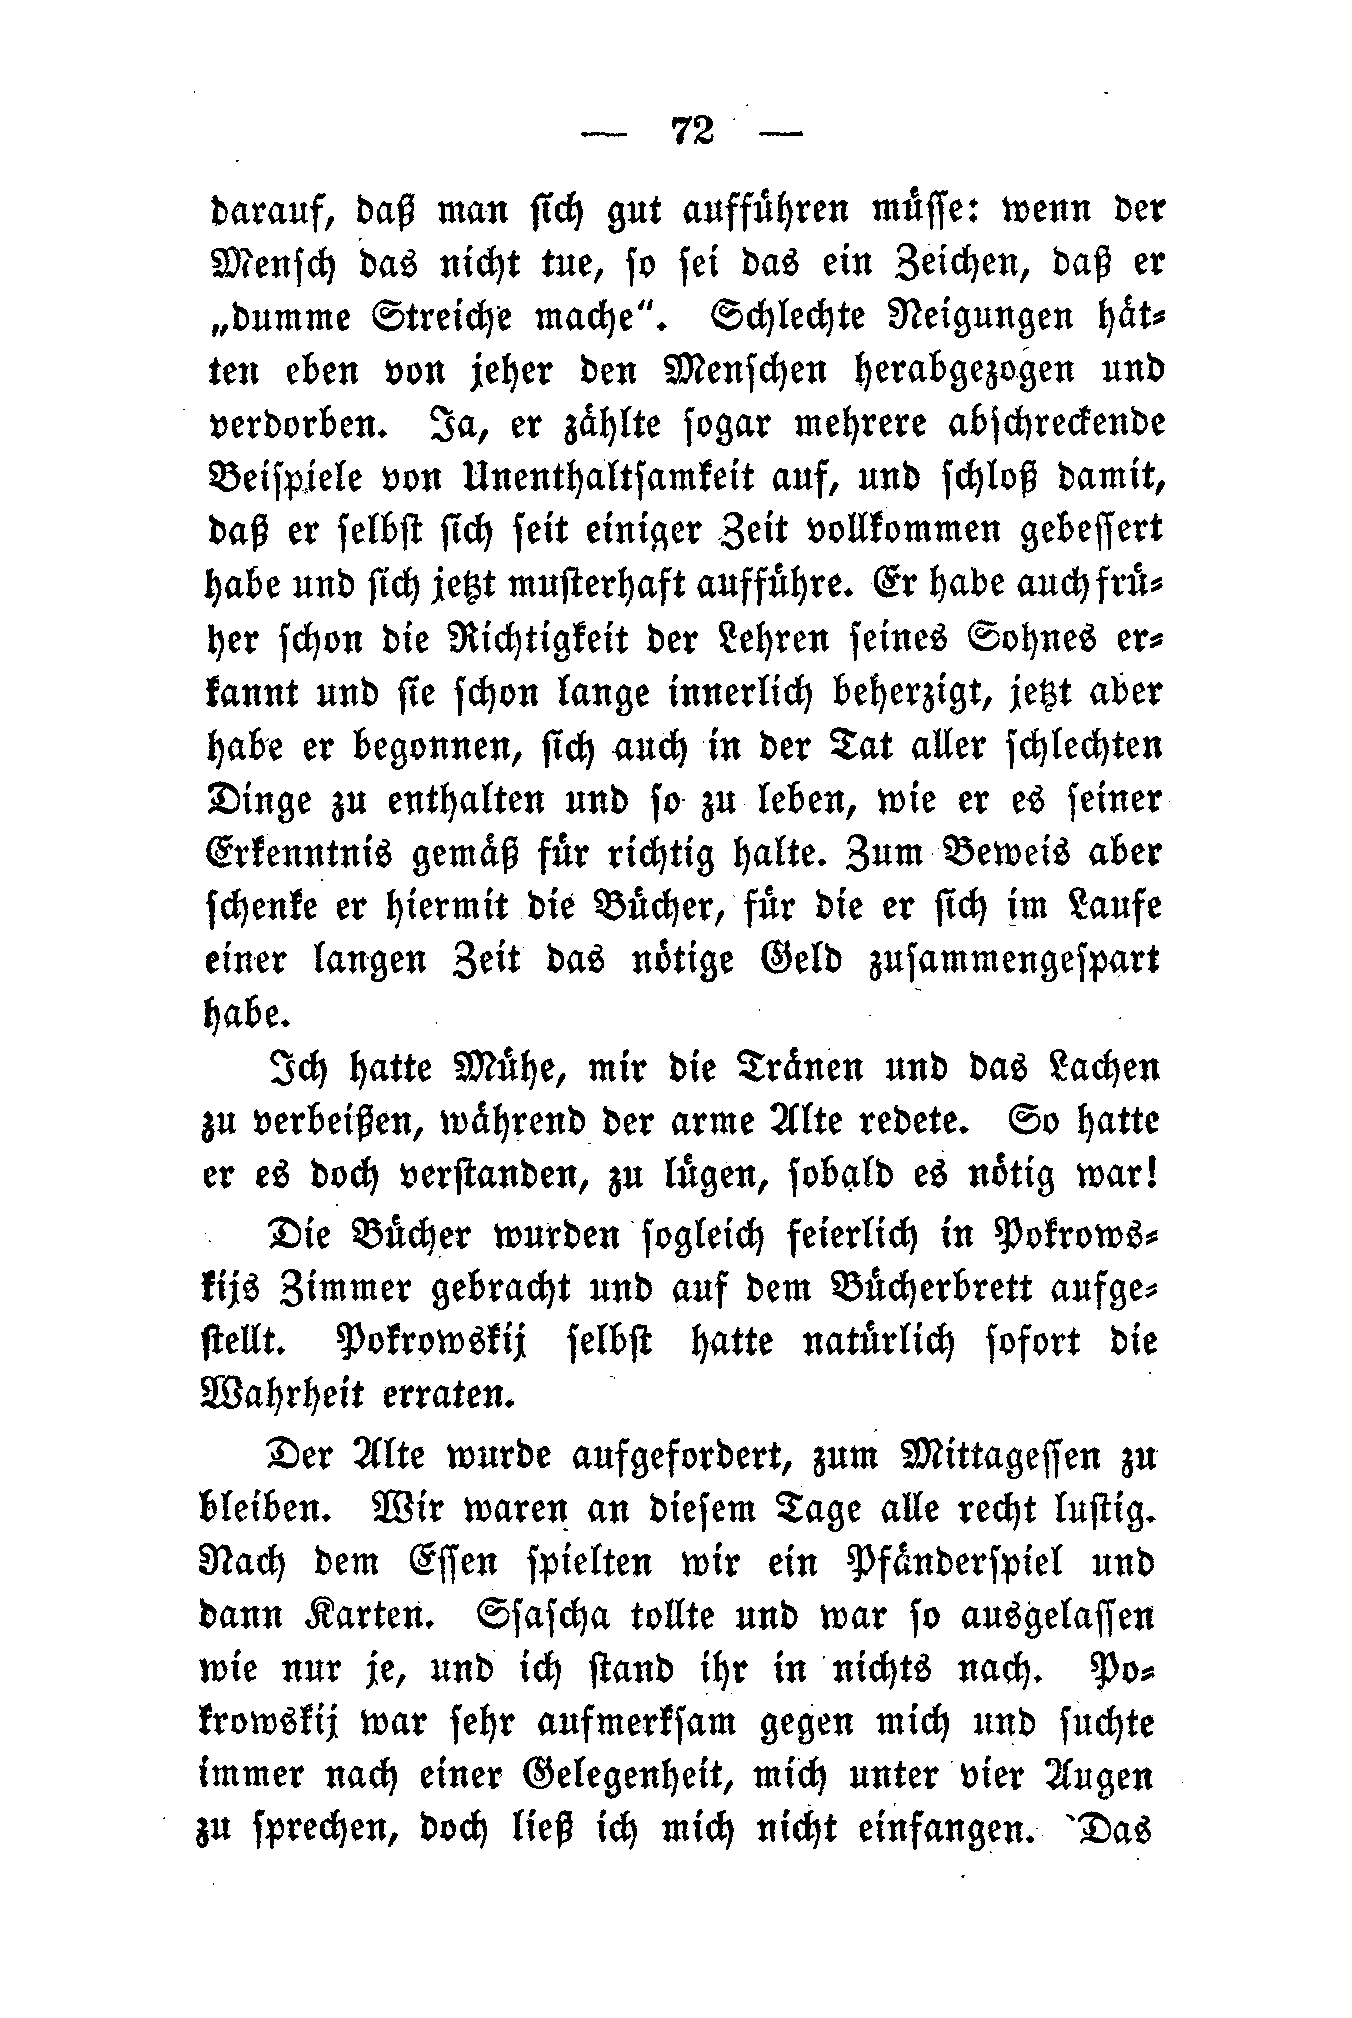 — 72 —
darauf, daß man sich gut aufführen müsse: wenn der
Mensch das nicht tue, so sei das ein Zeichen, daß er
„dumme Streiche mache“. Schlechte Neigungen hät-
ten eben von jeher den Menschen herabgezogen und
verdorben. Ja, er zählte sogar mehrere abschreckende
Beispiele von Unenthaltsamkeit auf, und schloß damit,
daß er selbst sich seit einiger Zeit vollkommen gebessert
habe und sich jetzt musterhaft aufführe. Er habe auch frü-
her schon die Richtigkeit der Lehren seines Sohnes er-
kannt und sie schon lange innerlich beherzigt, jetzt aber
habe er begonnen, sich auch in der Tat aller schlechten
Dinge zu enthalten und so zu leben, wie er es seiner
Erkenntnis gemäß für richtig halte. Zum Beweis aber
schenke er hiermit die Bücher, für die er sich im Laufe
einer langen Zeit das nötige Geld zusammengespart
habe.
Ich hatte Mühe, mir die Tränen und das Lachen
zu verbeißen, während der arme Alte redete. So hatte
er es doch verstanden, zu lügen, sobald es nötig war!
Die Bücher wurden sogleich feierlich in Pokrows-
kijs Zimmer gebracht und auf dem Bücherbrett aufge-
stellt. Pokrowskij selbst hatte natürlich sofort die
Wahrheit erraten.
Der Alte wurde aufgefordert, zum Mittagessen zu
bleiben. Wir waren an diesem Tage alle recht lustig.
Nach dem Essen spielten wir ein Pfänderspiel und
dann Karten. Ssascha tollte und war so ausgelassen
wie nur je, und ich stand ihr in nichts nach. Po-
krowskij war sehr aufmerksam gegen mich und suchte
immer nach einer Gelegenheit, mich unter vier Augen
zu sprechen, doch ließ ich mich nicht einfangen. Das